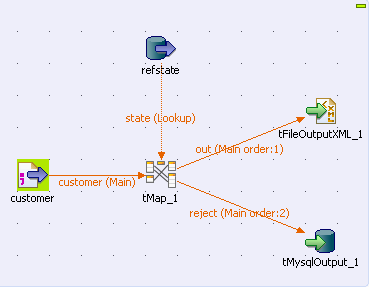 refstate
state (Lookup)
out (Main order:1)
tFileOutputXML_1
customer (Main)
customer
tMap_1
reject (Main order:2)
tMysqlOutput_1